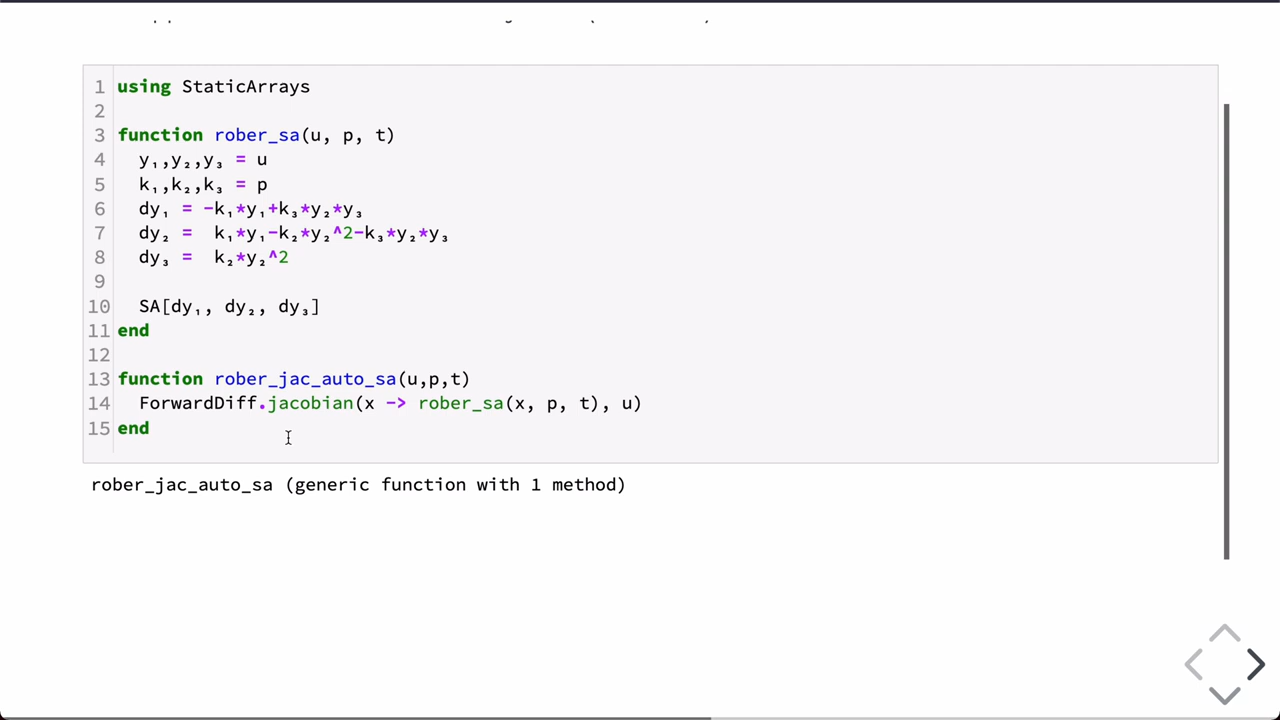 1 using StaticArrays
2
3 function rober_sa(u, p, t)
4 y₁,y₂,y₃ = u
5 k₁,k₂,k₃ = p
6 dy₁ = -k₁*y₁+k₃*y₂*y₃
7 dy₂ =  k₁*y₁-k₂*y₂^2-k₃*y₂*y₃
8 dy₃ =  k₂*y₂^2
9
10 SA[dy₁, dy₂, dy₃]
11 end
12
13 function rober_jac_auto_sa(u,p,t)
14 ForwardDiff.jacobian(x -> rober_sa(x, p, t), u)
15 end
rober_jac_auto_sa (generic function with 1 method)